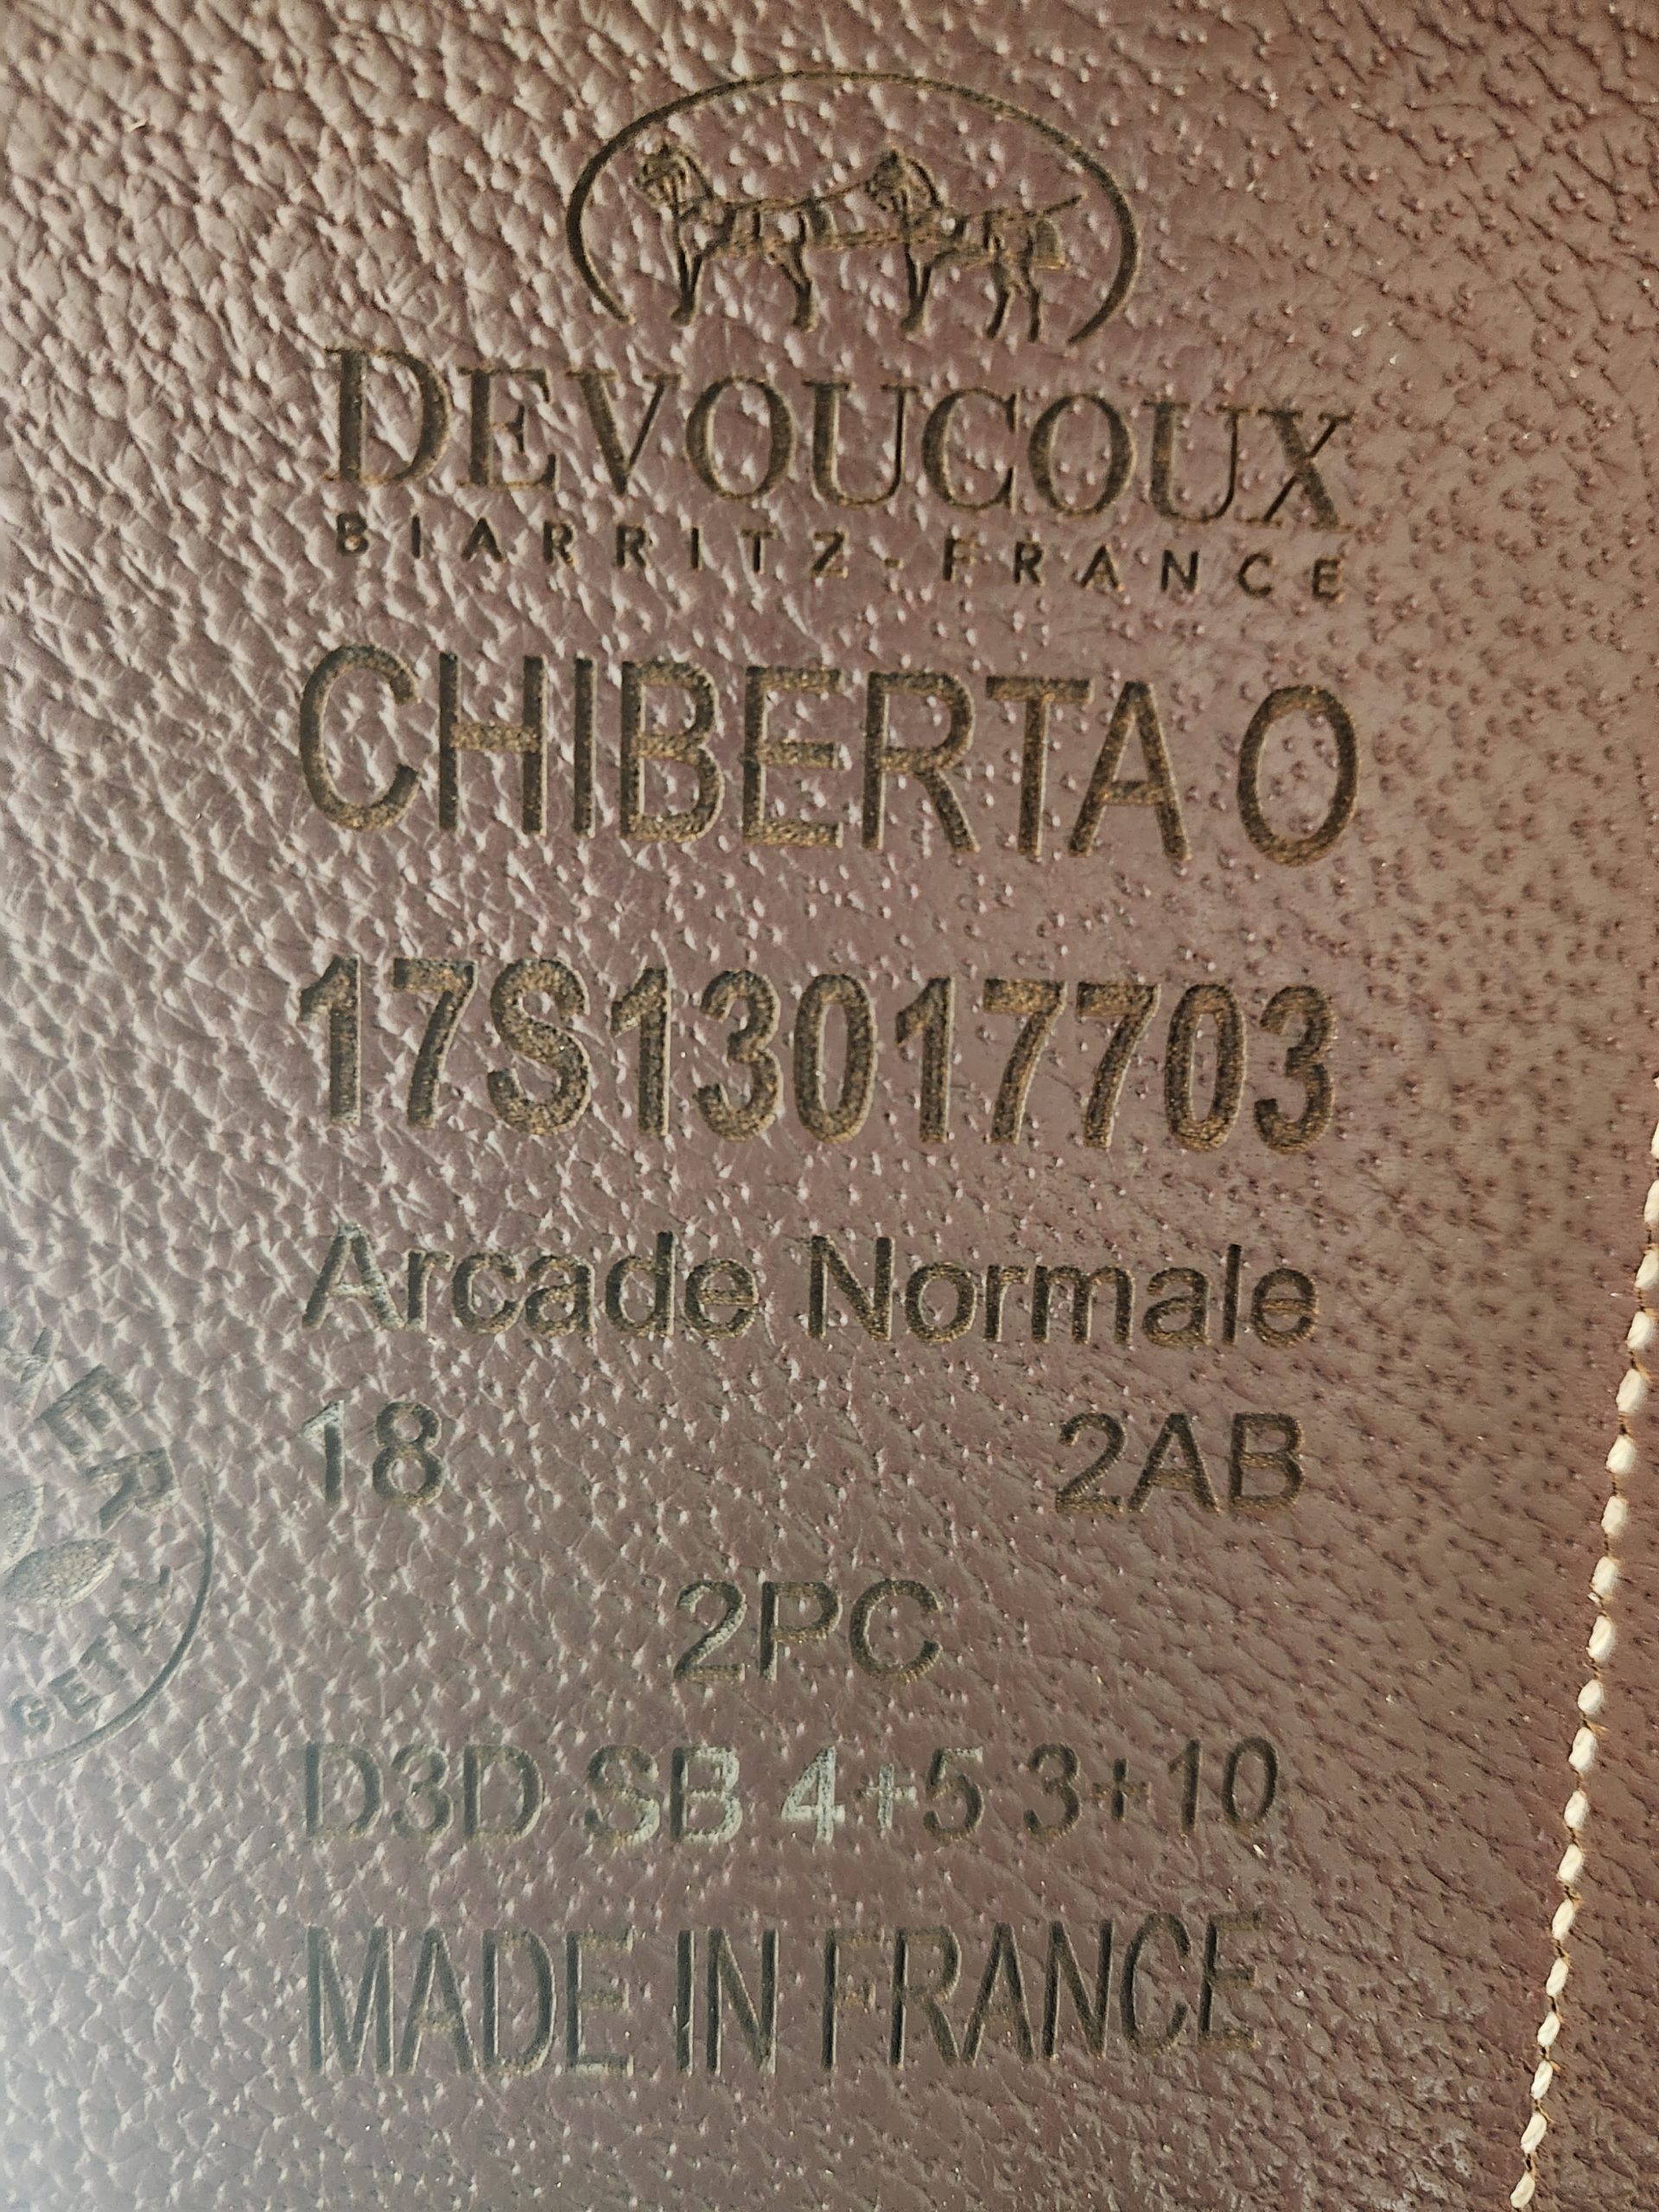 DEVOUCOUX
BIARRITZ-FRANCE
CHIBERTA O
17S13017703
Arcade Normale
18 2AB
2PC
D3D SB 4+5 3+10
MADE IN FRANCE